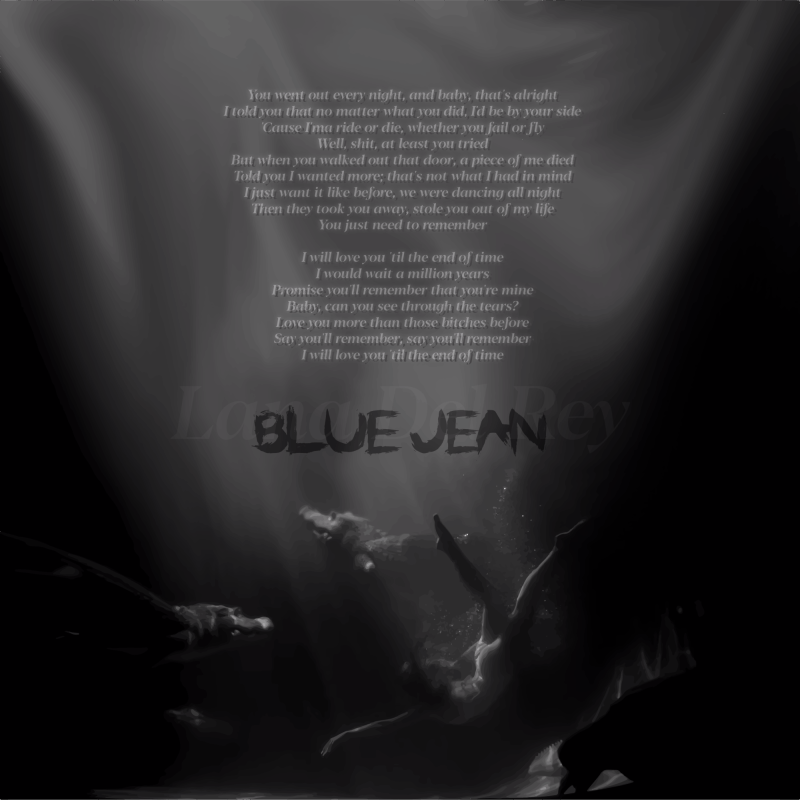 You went out every night, and baby, that's alright
I told you that no matter what you did, I'd be by your side
'Cause I'ma ride or die, whether you fail or fly
Well, shit, at least you tried
But when you walked out that door, a piece of me died
Told you I wanted more; that's not what I had in mind
I just want it like before, we were dancing all night
Then they took you away, stole you out of my life
You just need to remember
I will love you 'til the end of time
I would wait a million years
Promise you'll remember that you're mine
Baby, can you see through the tears?
Love you more than those bitches before
Say you'll remember, say you'll remember
I will love you 'til the end of time
Lana Del Rey
BLUE JEAN